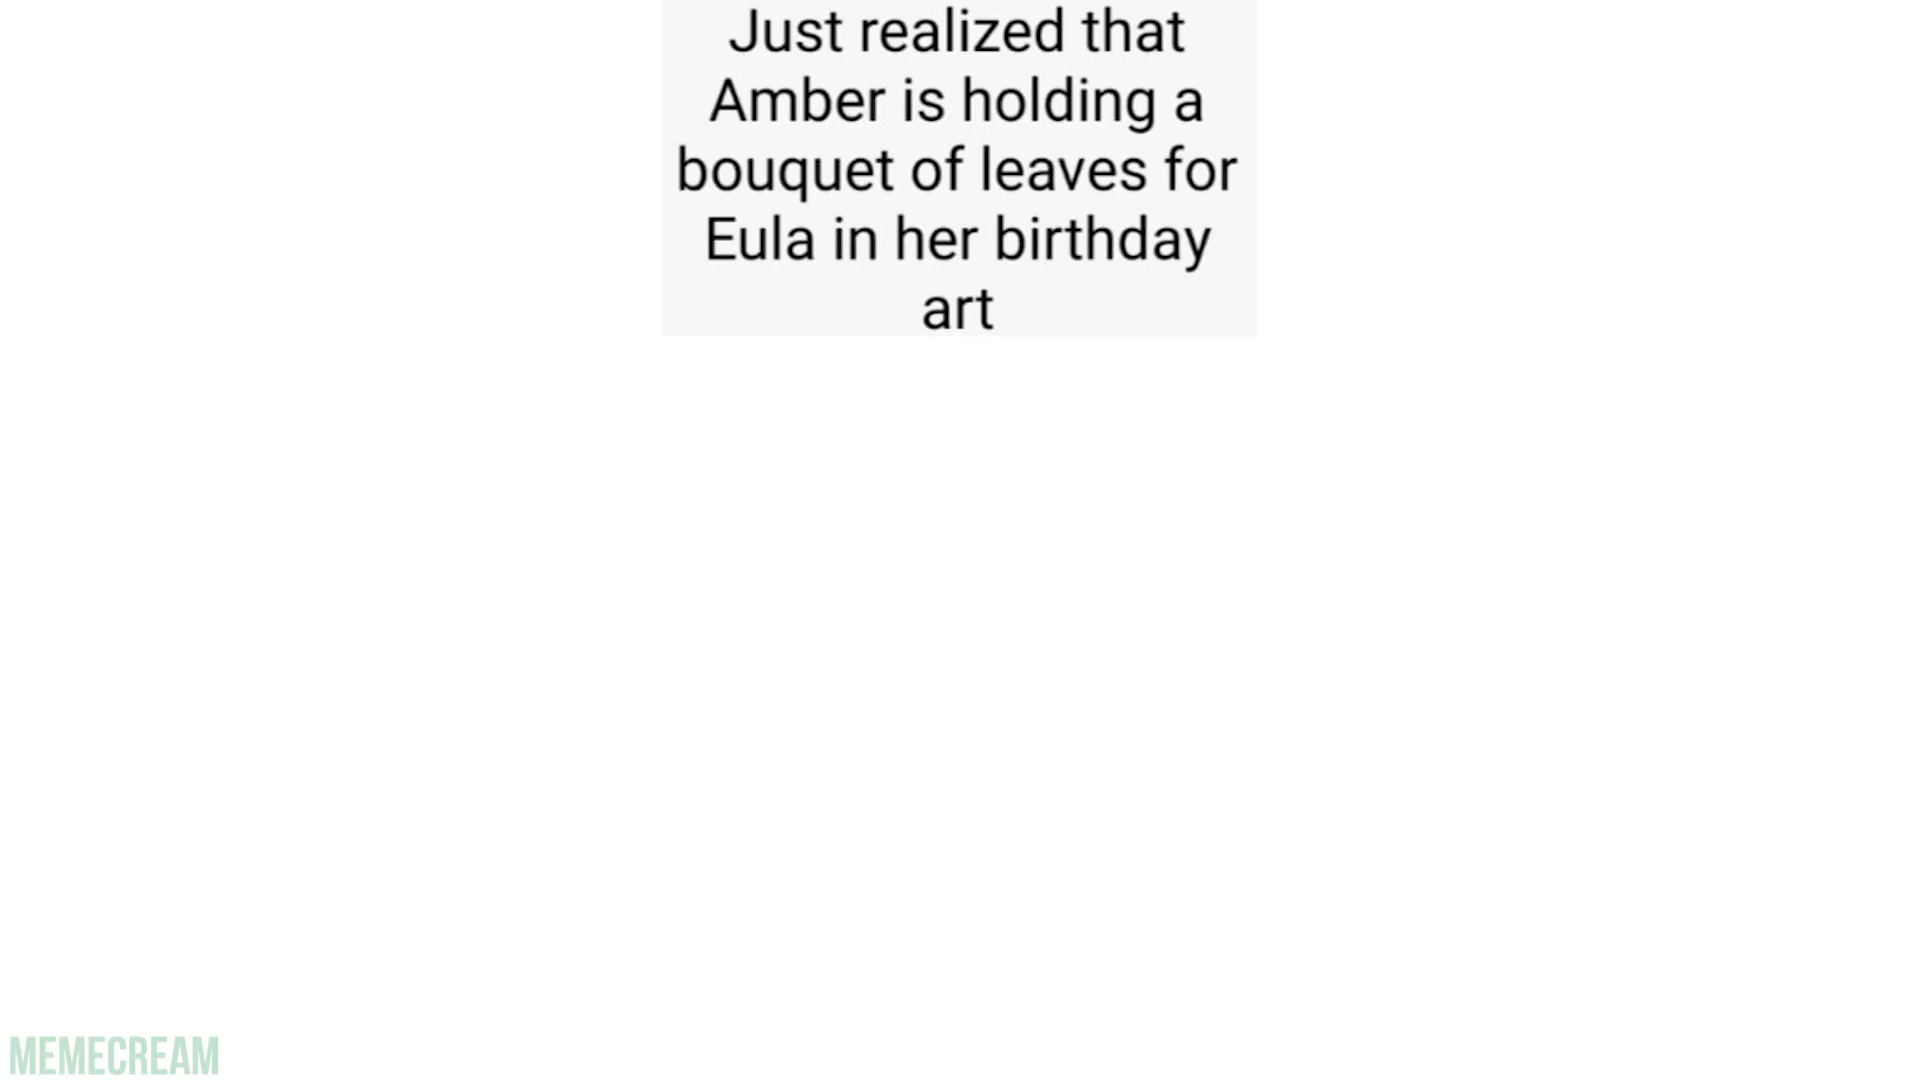 Just realized that
Amber is holding a
bouquet of leaves for
Eula in her birthday
art
MEMECREAM